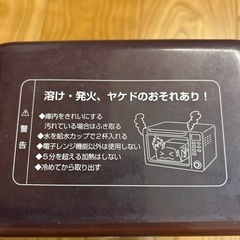 溶け・発火、ヤケドのおそれあり！
⚠警告
◆庫内をきれいにする
汚れている場合はふき取る
◆水を給水カップで2杯入れる
◆電子レンジ機能以外は使用しない
◆5分を超える加熱はしない
◆冷めてから取り出す